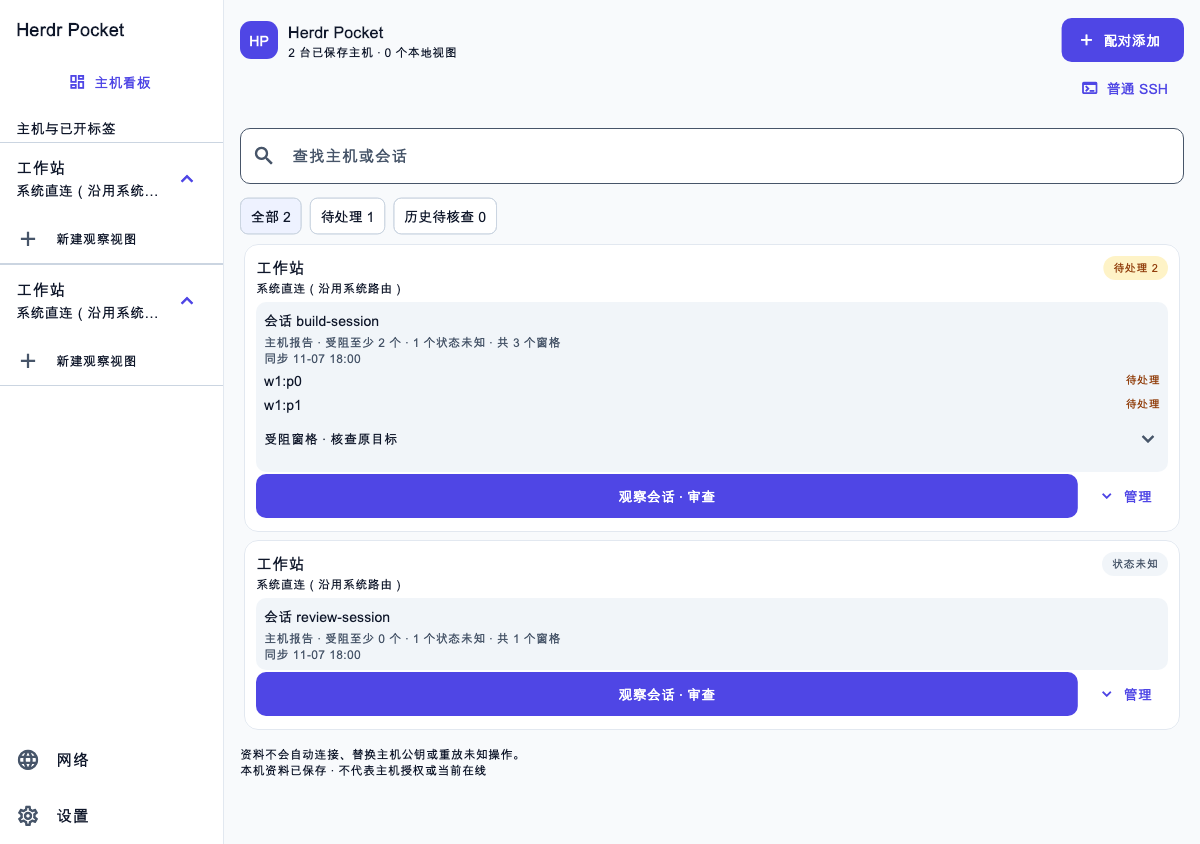 Herdr Pocket
主机看板
主机与已开标签
工作站
系统直连（沿用系统…
新建观察视图
工作站
系统直连（沿用系统…
新建观察视图
网络
设置
HP
Herdr Pocket
2 台已保存主机 · 0 个本地视图
配对添加
普通 SSH
查找主机或会话
全部 2
待处理 1
历史待核查 0
工作站
待处理 2
系统直连（沿用系统路由）
会话 build-session
主机报告 · 受阻至少 2 个 · 1 个状态未知 · 共 3 个窗格
同步 11-07 18:00
w1:p0
待处理
w1:p1
待处理
受阻窗格 · 核查原目标
观察会话 · 审查
管理
工作站
状态未知
系统直连（沿用系统路由）
会话 review-session
主机报告 · 受阻至少 0 个 · 1 个状态未知 · 共 1 个窗格
同步 11-07 18:00
观察会话 · 审查
管理
资料不会自动连接、替换主机公钥或重放未知操作。
本机资料已保存 · 不代表主机授权或当前在线